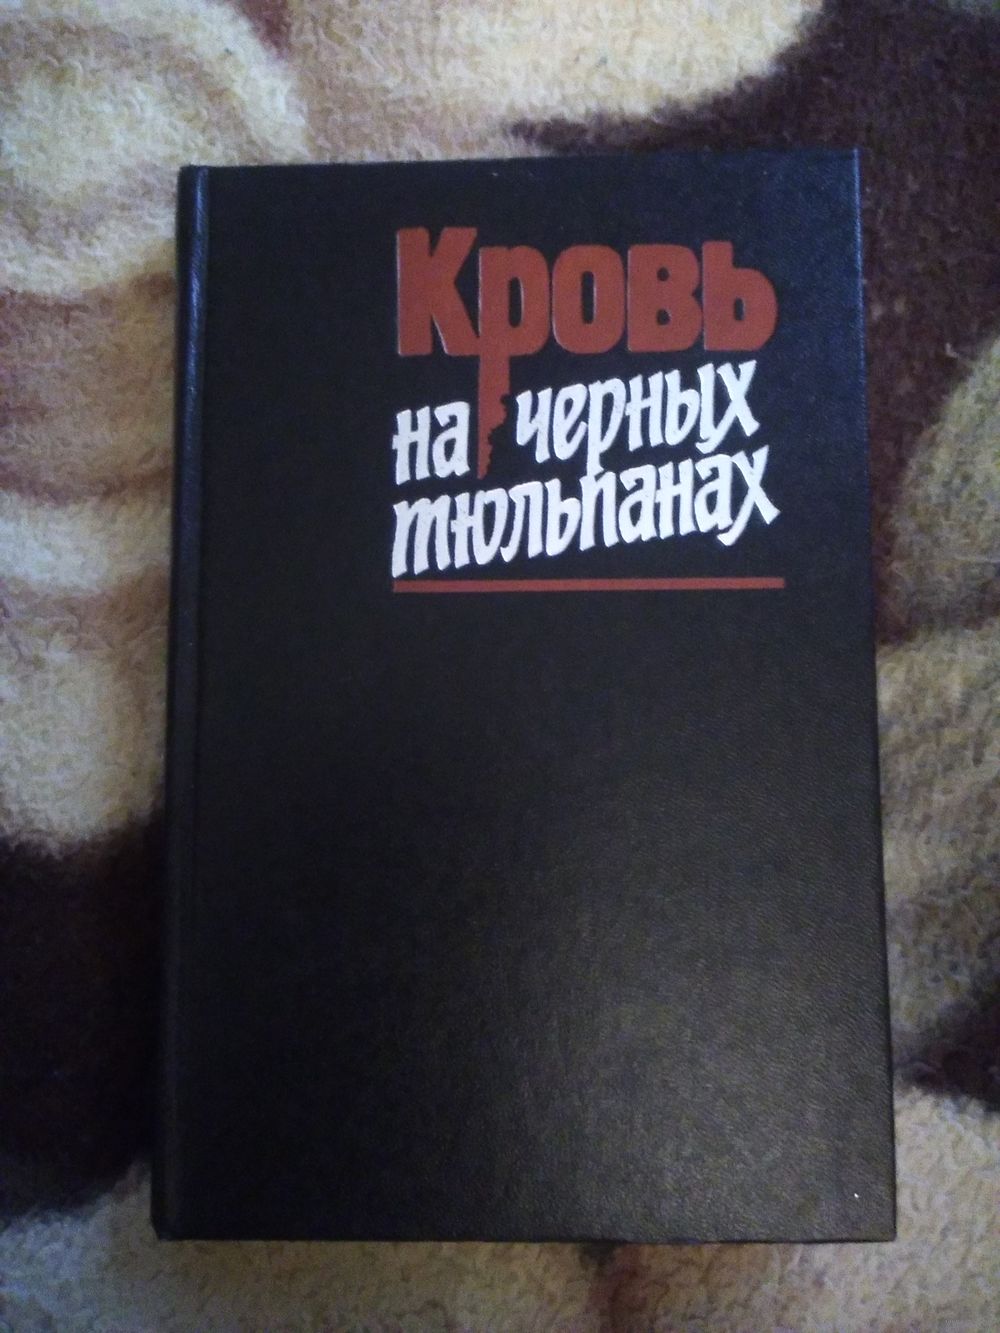 Кровь
на черных
тюльпанах